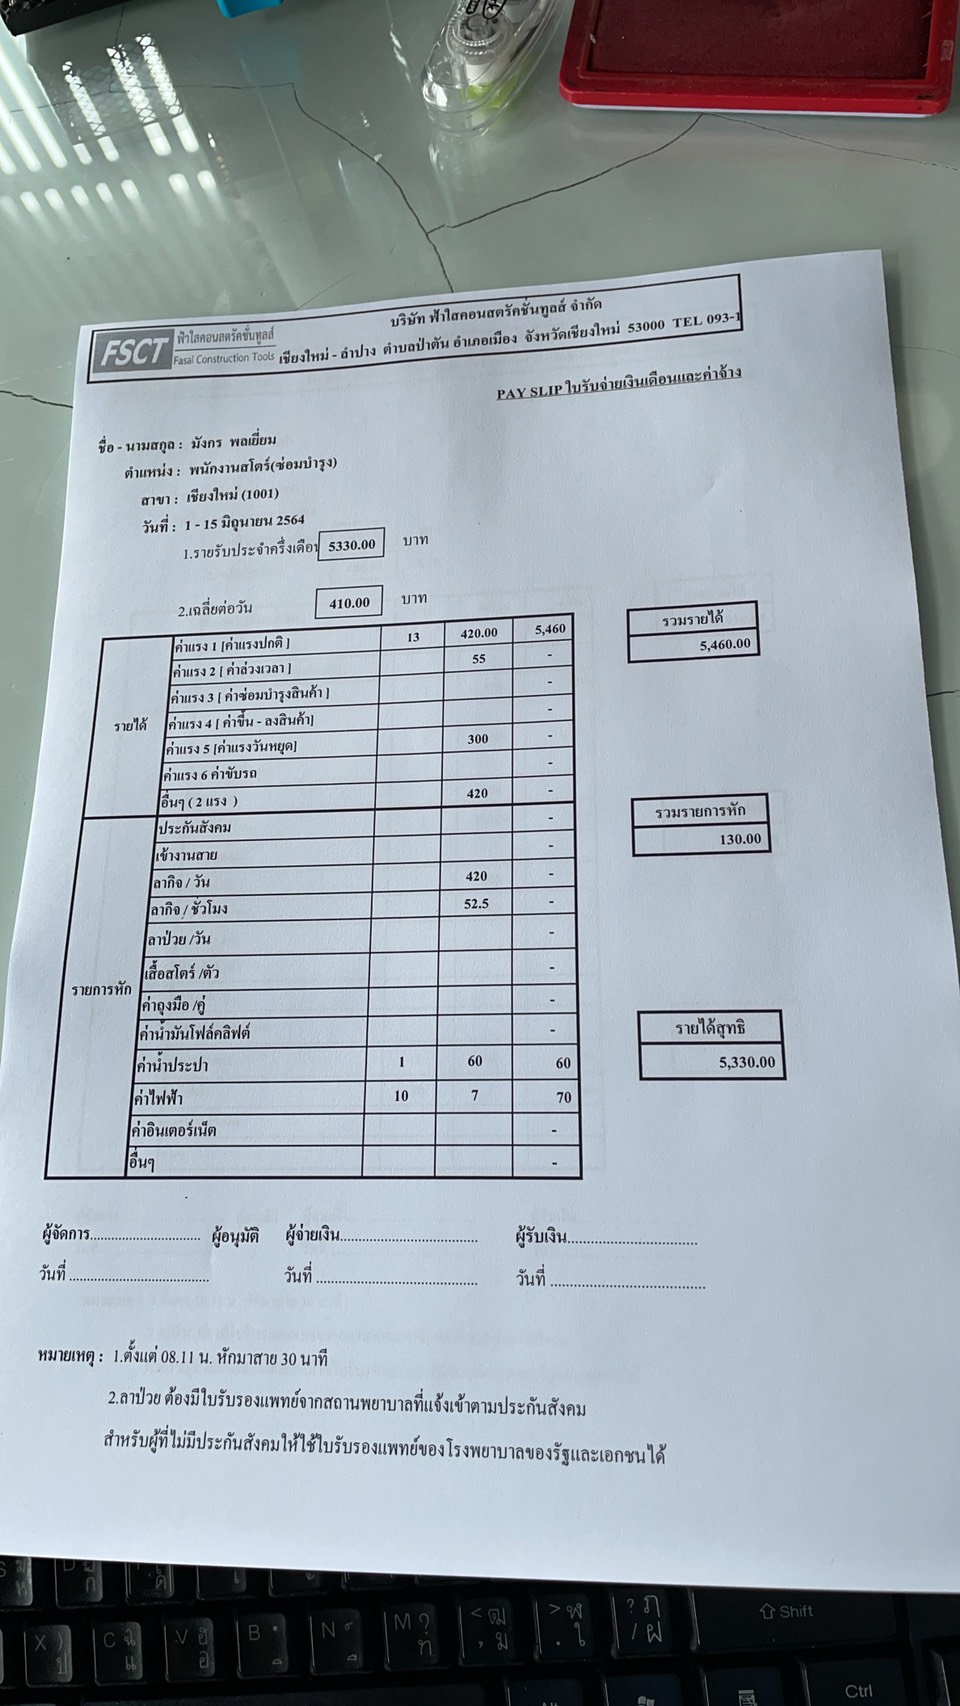 FSCT
ฟ้าใสคอนสตรัคชั่นทูลส์
Fasai Construction Tools
บริษัท ฟ้าใสคอนสตรัคชั่นทูลส์ จำกัด
เชียงใหม่ - ลำปาง ตำบลป่าตัน อำเภอเมือง จังหวัดเชียงใหม่ 53000 TEL 093-1
PAY SLIP ใบรับจ่ายเงินเดือนและค่าจ้าง
ชื่อ - นามสกุล : มังกร พลเยี่ยม
ตำแหน่ง : พนักงานสโตร์(ซ่อมบำรุง)
สาขา : เชียงใหม่ (1001)
วันที่ : 1 - 15 มิถุนายน 2564
1.รายรับประจำครึ่งเดือน 5330.00 บาท
2.เฉลี่ยต่อวัน 410.00 บาท
รายได้
ค่าแรง 1 [ค่าแรงปกติ ] 13 420.00 5,460
ค่าแรง 2 [ ค่าล่วงเวลา ] 55 -
ค่าแรง 3 [ ค่าซ่อมบำรุงสินค้า ] -
ค่าแรง 4 [ ค่าขึ้น - ลงสินค้า] -
ค่าแรง 5 [ค่าแรงวันหยุด] 300 -
ค่าแรง 6 ค่าขับรถ -
อื่นๆ ( 2 แรง ) 420 -
รวมรายได้
5,460.00
รายการหัก
ประกันสังคม -
เข้างานสาย -
ลากิจ / วัน 420 -
ลากิจ / ชั่วโมง 52.5 -
ลาป่วย /วัน -
เสื้อสโตร์ /ตัว -
ค่าถุงมือ /คู่ -
ค่าน้ำมันโฟล์คลิฟต์ -
ค่าน้ำประปา 1 60 60
ค่าไฟฟ้า 10 7 70
ค่าอินเตอร์เน็ต -
อื่นๆ -
รวมรายการหัก
130.00
รายได้สุทธิ
5,330.00
ผู้จัดการ............................ ผู้อนุมัติ ผู้จ่ายเงิน.................................. ผู้รับเงิน................................
วันที่ .................................... วันที่ ........................................ วันที่ ......................................
หมายเหตุ : 1.ตั้งแต่ 08.11 น. หักมาสาย 30 นาที
2.ลาป่วย ต้องมีใบรับรองแพทย์จากสถานพยาบาลที่แจ้งเข้าตามประกันสังคม
สำหรับผู้ที่ไม่มีประกันสังคมให้ใช้ใบรับรองแพทย์ของโรงพยาบาลของรัฐและเอกชนได้
X ) ป
C ฉ แ
V ฮ อ
B
N
M ? ท
< ฒ , ม
> ฬ . ใ
? ฦ / ฝ
Shift
Ctrl